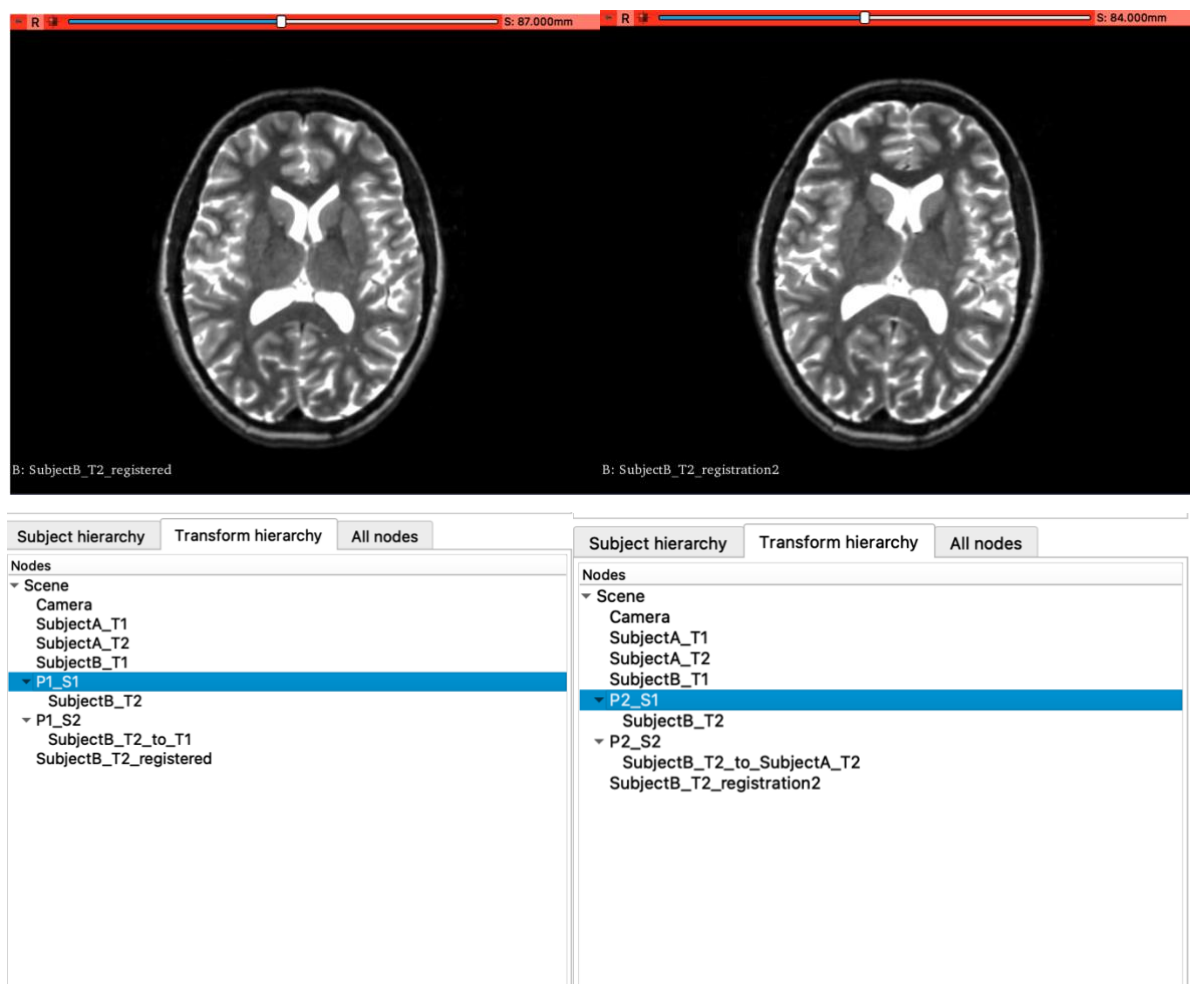 R S: 87.000mm
R S: 84.000mm
B: SubjectB_T2_registered
B: SubjectB_T2_registration2
Subject hierarchy Transform hierarchy All nodes
Nodes
Scene
Camera
SubjectA_T1
SubjectA_T2
SubjectB_T1
P1_S1
SubjectB_T2
P1_S2
SubjectB_T2_to_T1
SubjectB_T2_registered
Subject hierarchy Transform hierarchy All nodes
Nodes
Scene
Camera
SubjectA_T1
SubjectA_T2
SubjectB_T1
P2_S1
SubjectB_T2
P2_S2
SubjectB_T2_to_SubjectA_T2
SubjectB_T2_registration2